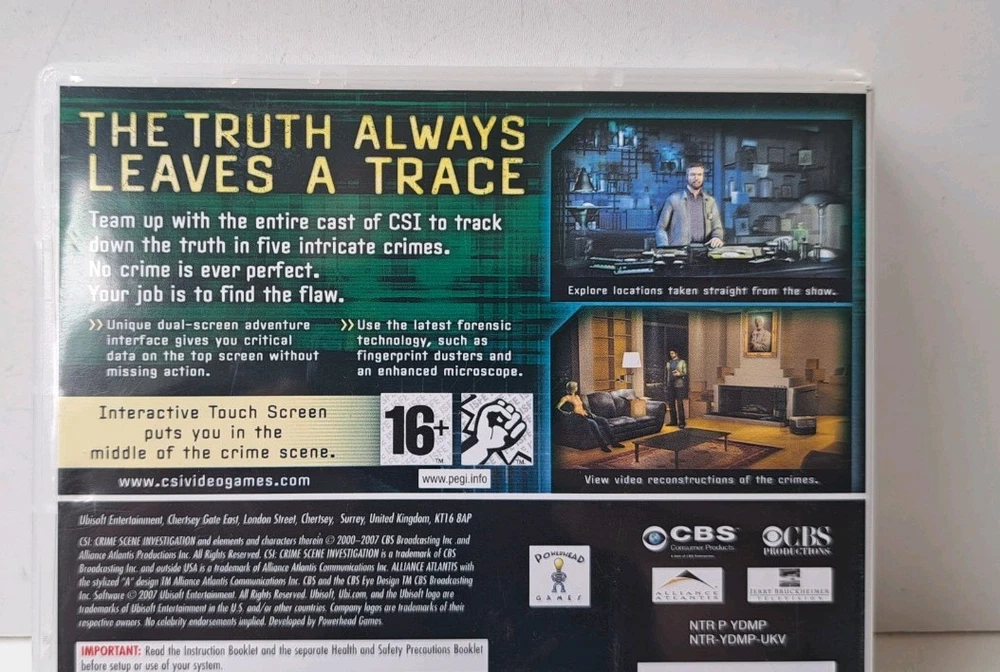 THE TRUTH ALWAYS
LEAVES A TRACE
Team up with the entire cast of CSI to track
down the truth in five intricate crimes.
No crime is ever perfect.
Your job is to find the flaw.
>> Unique dual-screen adventure
interface gives you critical
data on the top screen without
missing action.
>> Use the latest forensic
technology, such as
fingerprint dusters and
an enhanced microscope.
Interactive Touch Screen
puts you in the
middle of the crime scene.
16+
TM
TM
www.csivideogames.com
www.pegi.info
Explore locations taken straight from the show.
View video reconstructions of the crimes.
Ubisoft Entertainment, Chertsey Gate East, London Street, Chertsey, Surrey, United Kingdom, KT16 8AP
CSI: CRIME SCENE INVESTIGATION and elements and characters therein © 2000-2007 CBS Broadcasting Inc .and
Alliance Atlantis Productions Inc. All Rights Reserved. CSI: CRIME SCENE INVESTIGATION is a trademark of CBS
Broadcasting Inc. and outside USA is a trademark of Alliance Atlantis Communications Inc. ALLIANCE ATLANTIS with
the stylized "A" design TM Alliance Atlantis Communications Inc. CBS and the CBS Eye Design TM CBS Broadcasting
Inc. Software © 2007 Ubisoft Entertainment. All Rights Reserved. Ubisoft, Ubi.com, and the Ubisoft logo are
trademarks of Ubisoft Entertainment in the U.S. and/or other countries. Company logos are trademarks of their
respective owners. No celebrity endorsements implied. Developed by Powerhead Games.
POWERHEAD
GAMES
CBS
Consumer Products
CBS
PRODUCTIONS
ALLIANCE
ATLANTIS
JERRY BRUCKHEIMER
TELEVISION
NTR P YDMP
NTR-YDMP-UKV
IMPORTANT: Read the Instruction Booklet and the separate Health and Safety Precautions Booklet
before setup or use of your system.